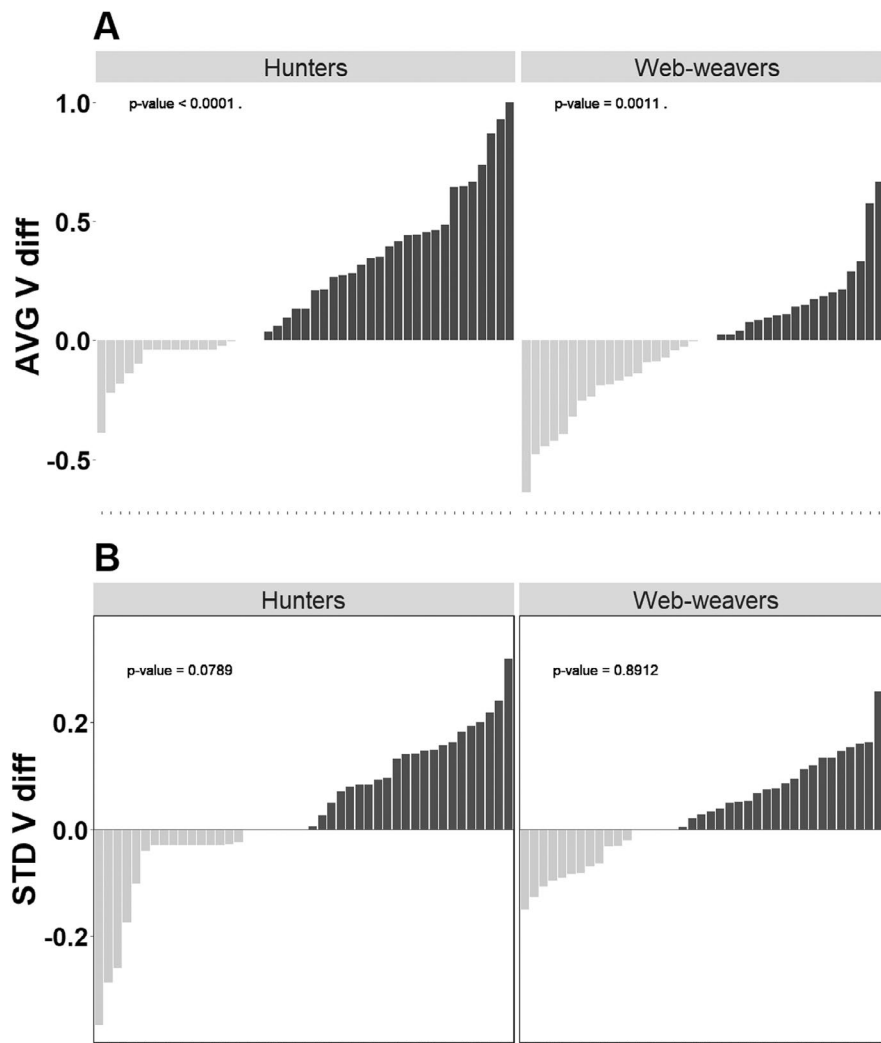 A
Hunters
Web-weavers
p-value < 0.0001 .
p-value = 0.0011 .
AVG V diff
1.0
0.5
0.0
-0.5
B
Hunters
Web-weavers
p-value = 0.0789
p-value = 0.8912
STD V diff
0.2
0.0
-0.2